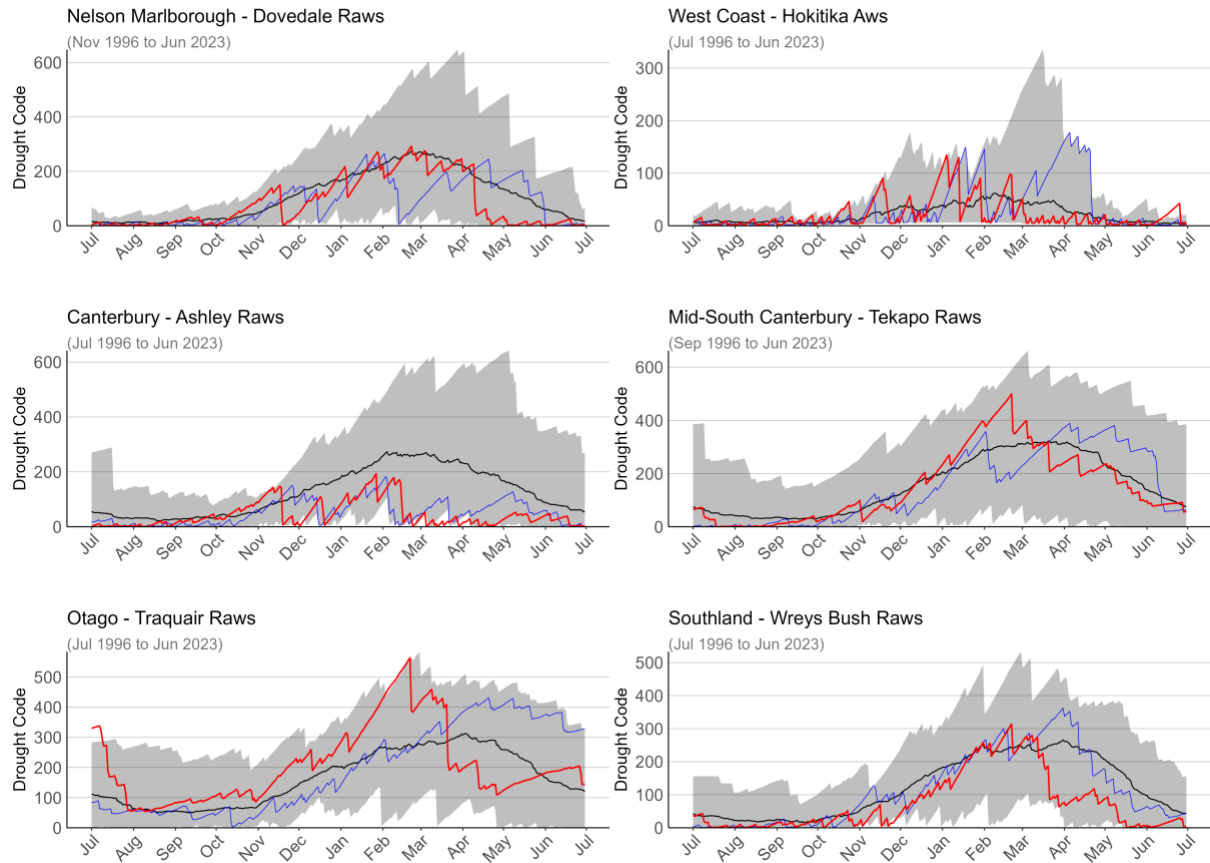 Nelson Marlborough - Dovedale Raws
(Nov 1996 to Jun 2023)
Drought Code
600
400
200
0
Jul Aug Sep Oct Nov Dec Jan Feb Mar Apr May Jun Jul
West Coast - Hokitika Aws
(Jul 1996 to Jun 2023)
Drought Code
300
200
100
0
Jul Aug Sep Oct Nov Dec Jan Feb Mar Apr May Jun Jul
Canterbury - Ashley Raws
(Jul 1996 to Jun 2023)
Drought Code
600
400
200
0
Jul Aug Sep Oct Nov Dec Jan Feb Mar Apr May Jun Jul
Mid-South Canterbury - Tekapo Raws
(Sep 1996 to Jun 2023)
Drought Code
600
400
200
0
Jul Aug Sep Oct Nov Dec Jan Feb Mar Apr May Jun Jul
Otago - Traquair Raws
(Jul 1996 to Jun 2023)
Drought Code
500
400
300
200
100
0
Jul Aug Sep Oct Nov Dec Jan Feb Mar Apr May Jun Jul
Southland - Wreys Bush Raws
(Jul 1996 to Jun 2023)
Drought Code
500
400
300
200
100
0
Jul Aug Sep Oct Nov Dec Jan Feb Mar Apr May Jun Jul